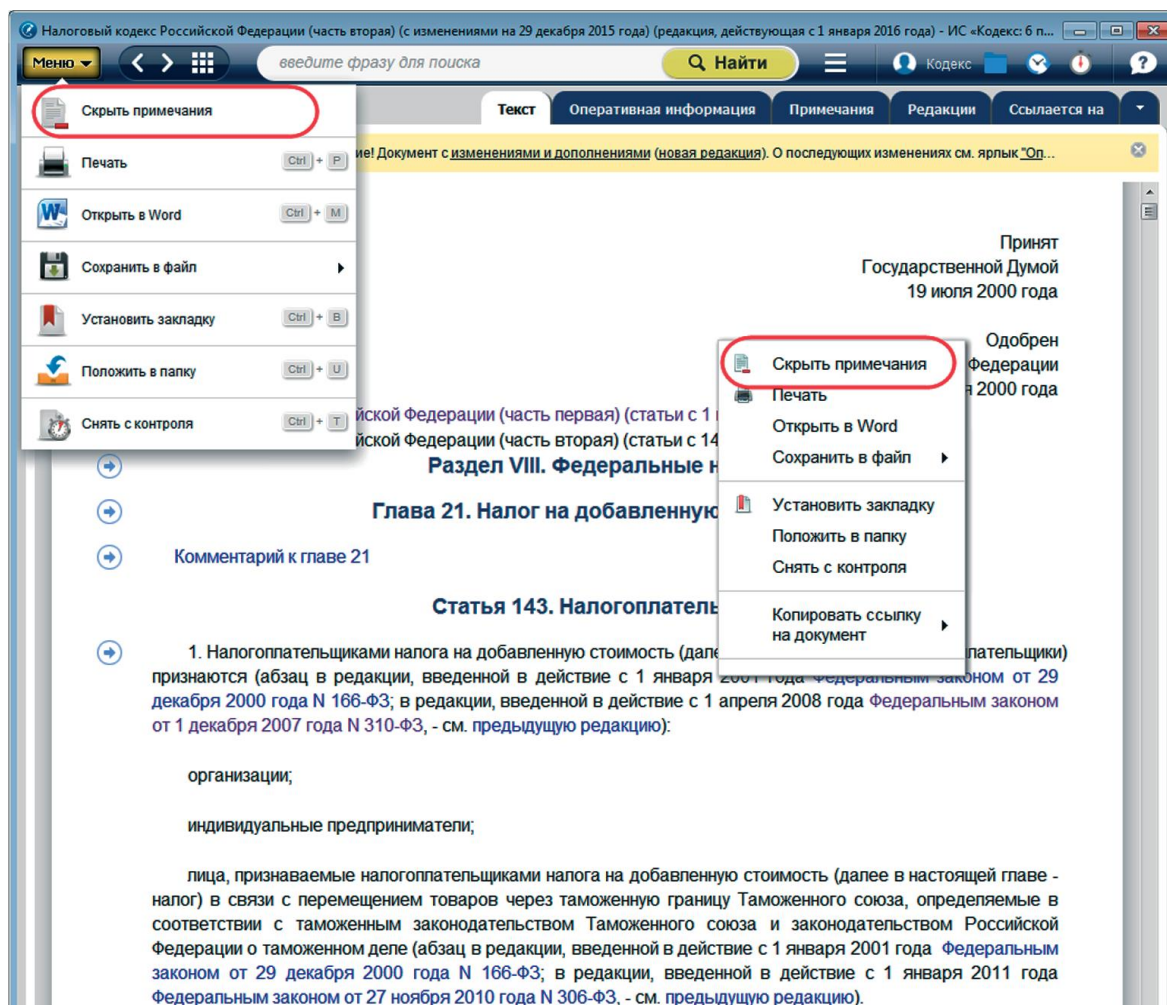 Налоговый кодекс Российской Федерации (часть вторая) (с изменениями на 29 декабря 2015 года) (редакция, действующая с 1 января 2016 года) - ИС «Кодекс: 6 п...
Меню
введите фразу для поиска
Найти
Кодекс
?
Текст
Оперативная информация
Примечания
Редакции
Ссылается на
ие! Документ с изменениями и дополнениями (новая редакция). О последующих изменениях см. ярлык "Оп...
Скрыть примечания
Печать Ctrl + P
Открыть в Word Ctrl + M
Сохранить в файл
Установить закладку Ctrl + B
Положить в папку Ctrl + U
Снять с контроля Ctrl + T
Принят
Государственной Думой
19 июля 2000 года
Одобрен
Федерации
2000 года
Скрыть примечания
Печать
Открыть в Word
Сохранить в файл
Установить закладку
Положить в папку
Снять с контроля
Копировать ссылку
на документ
йской Федерации (часть первая) (статьи с 1
йской Федерации (часть вторая) (статьи с 14
Раздел VIII. Федеральные н
Глава 21. Налог на добавленную
Комментарий к главе 21
Статья 143. Налогоплатель
1. Налогоплательщиками налога на добавленную стоимость (дале лательщики)
признаются (абзац в редакции, введенной в действие с 1 января 2001 года Федеральным законом от 29
декабря 2000 года N 166-ФЗ; в редакции, введенной в действие с 1 апреля 2008 года Федеральным законом
от 1 декабря 2007 года N 310-ФЗ, - см. предыдущую редакцию):
организации;
индивидуальные предприниматели;
лица, признаваемые налогоплательщиками налога на добавленную стоимость (далее в настоящей главе -
налог) в связи с перемещением товаров через таможенную границу Таможенного союза, определяемые в
соответствии с таможенным законодательством Таможенного союза и законодательством Российской
Федерации о таможенном деле (абзац в редакции, введенной в действие с 1 января 2001 года Федеральным
законом от 29 декабря 2000 года N 166-ФЗ; в редакции, введенной в действие с 1 января 2011 года
Федеральным законом от 27 ноября 2010 года N 306-ФЗ, - см. предыдущую редакцию).